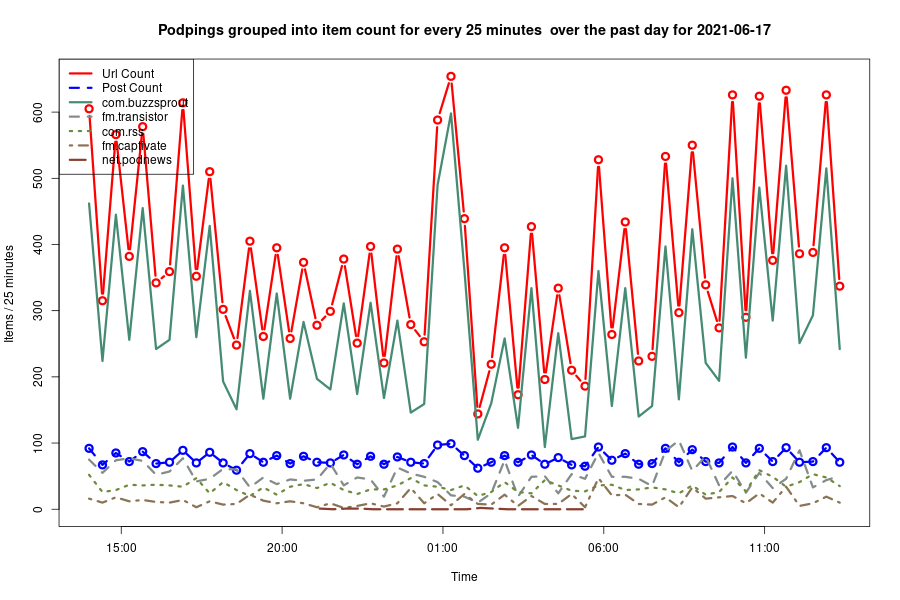 Podpings grouped into item count for every 25 minutes  over the past day for 2021-06-17
Url Count
Post Count
com.buzzsprout
fm.transistor
com.rss
fm.captivate
net.podnews
Items / 25 minutes
600
500
400
300
200
100
0
15:00
20:00
01:00
06:00
11:00
Time